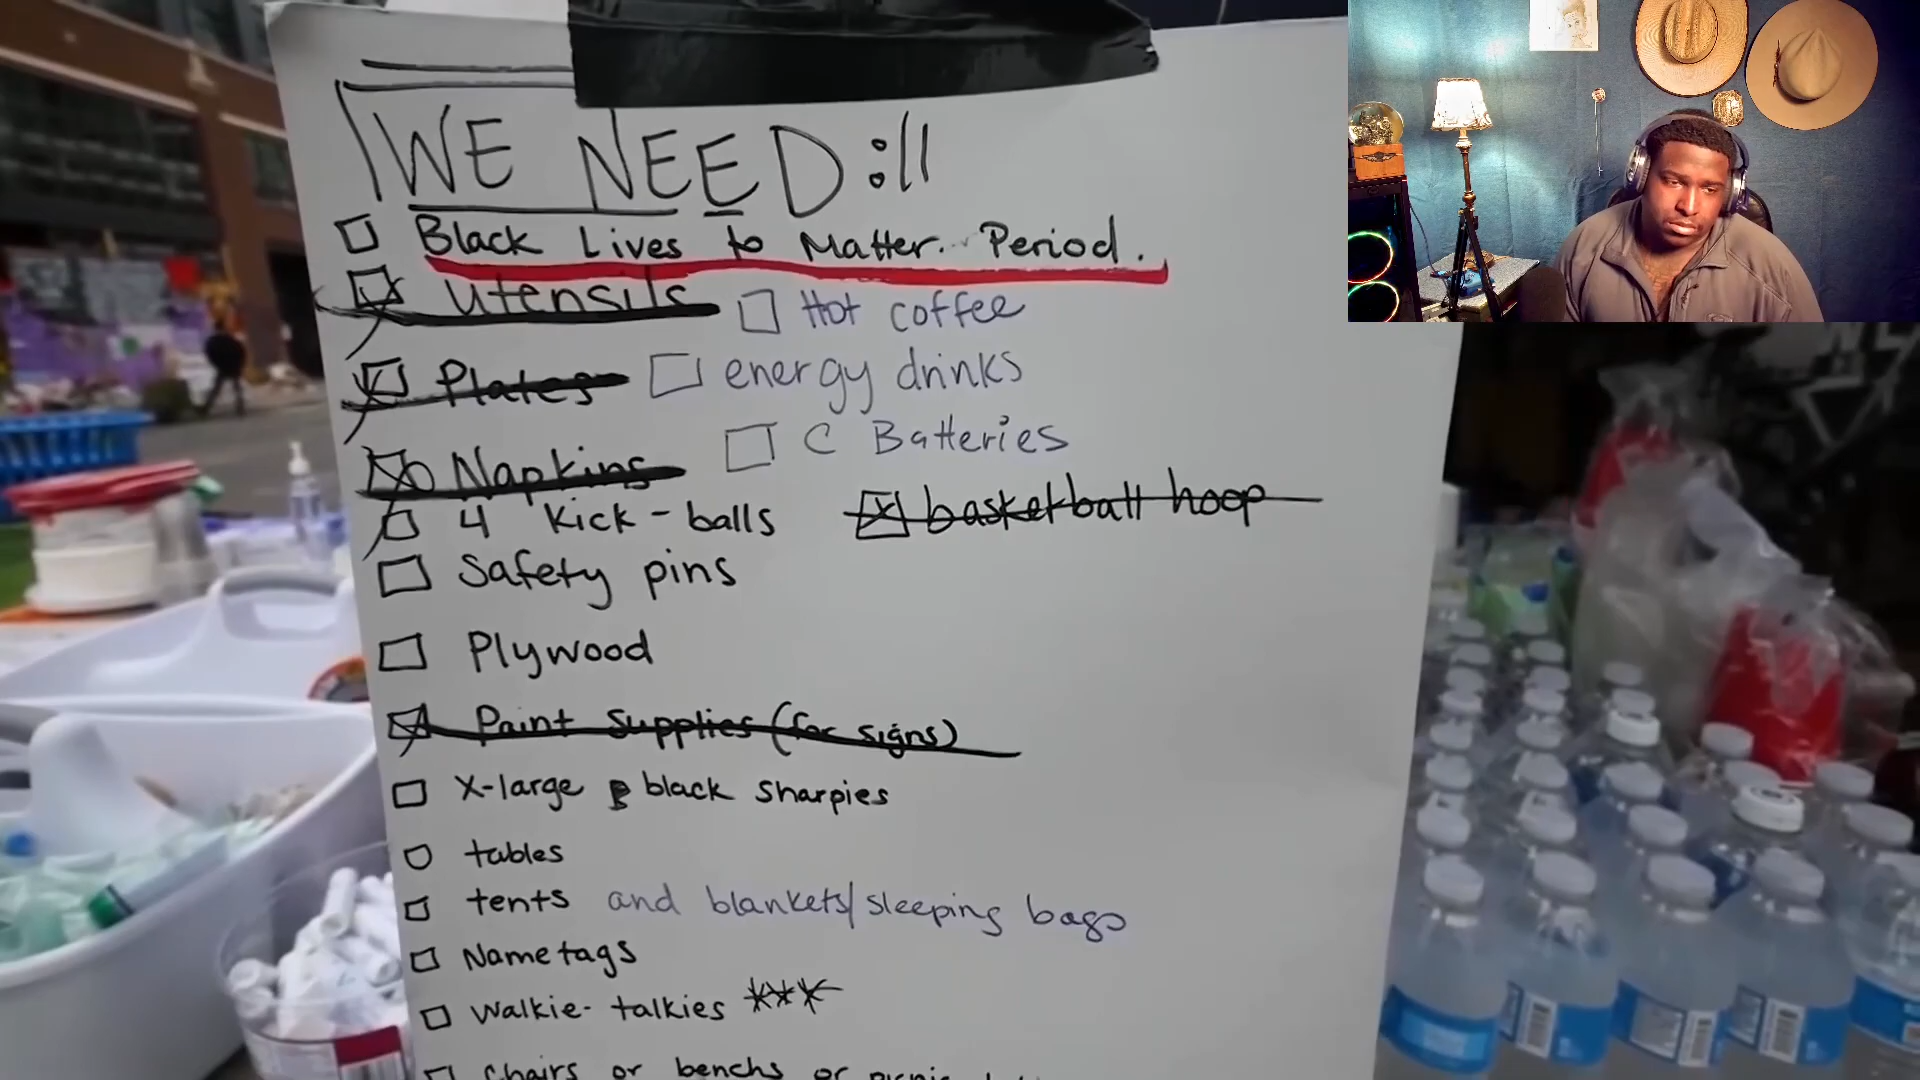 WE NEED:!!
Black Lives to Matter. Period.
Utensils
Hot coffee
Plates
energy drinks
Napkins
C Batteries
4 Kick-balls
basketball hoop
Safety pins
Plywood
Paint Supplies (for signs)
X-large black Sharpies
tables
tents and blankets/sleeping bags
Nametags
Walkie-talkies ***
Chairs or benchs or picnic